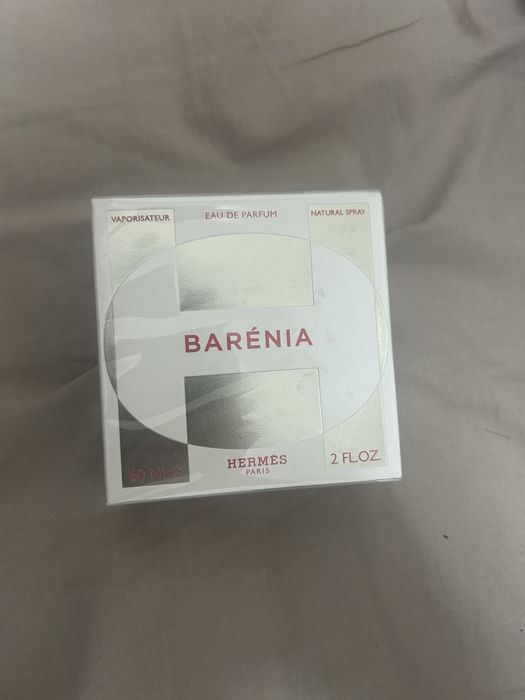 VAPORISATEUR
EAU DE PARFUM
NATURAL SPRAY
BARÉNIA
60 ML℮
HERMÈS
PARIS
2 FL.OZ.